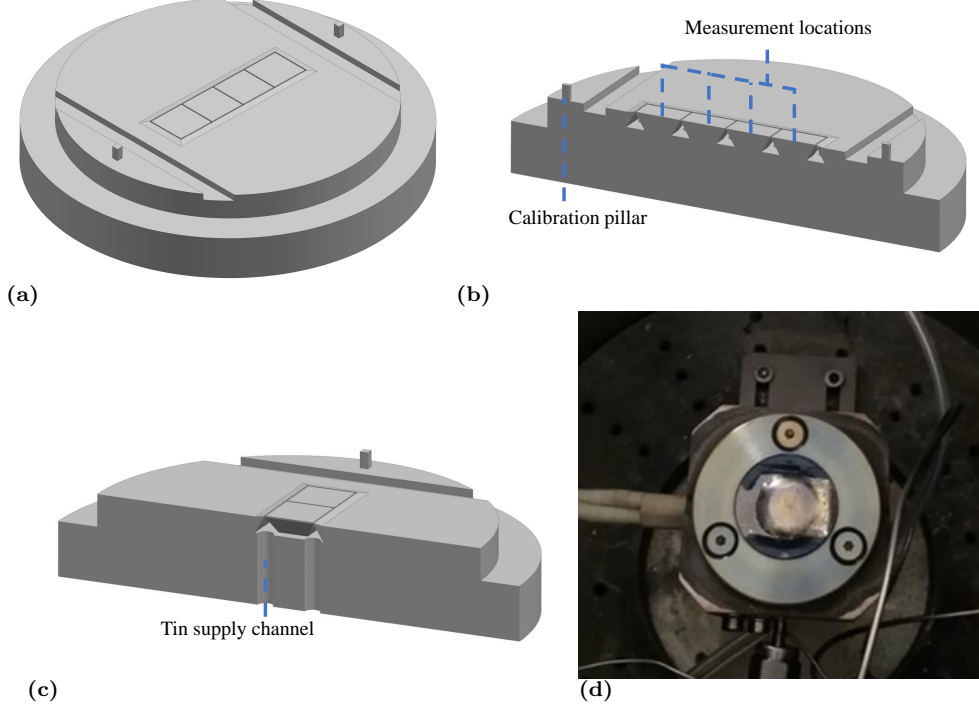 Measurement locations
Calibration pillar
(a)
(b)
Tin supply channel
(c)
(d)